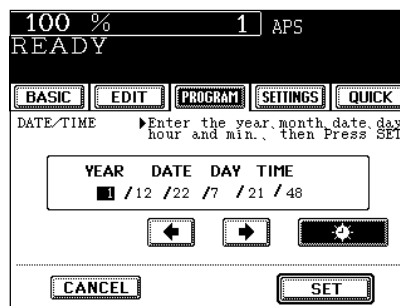 100 % 1 APS
READY
BASIC EDIT PROGRAM SETTINGS QUICK
DATE/TIME ▶Enter the year, month, date, day
hour and min., then Press SET
YEAR DATE DAY TIME
1 /12 /22 /7 /21 /48
CANCEL SET